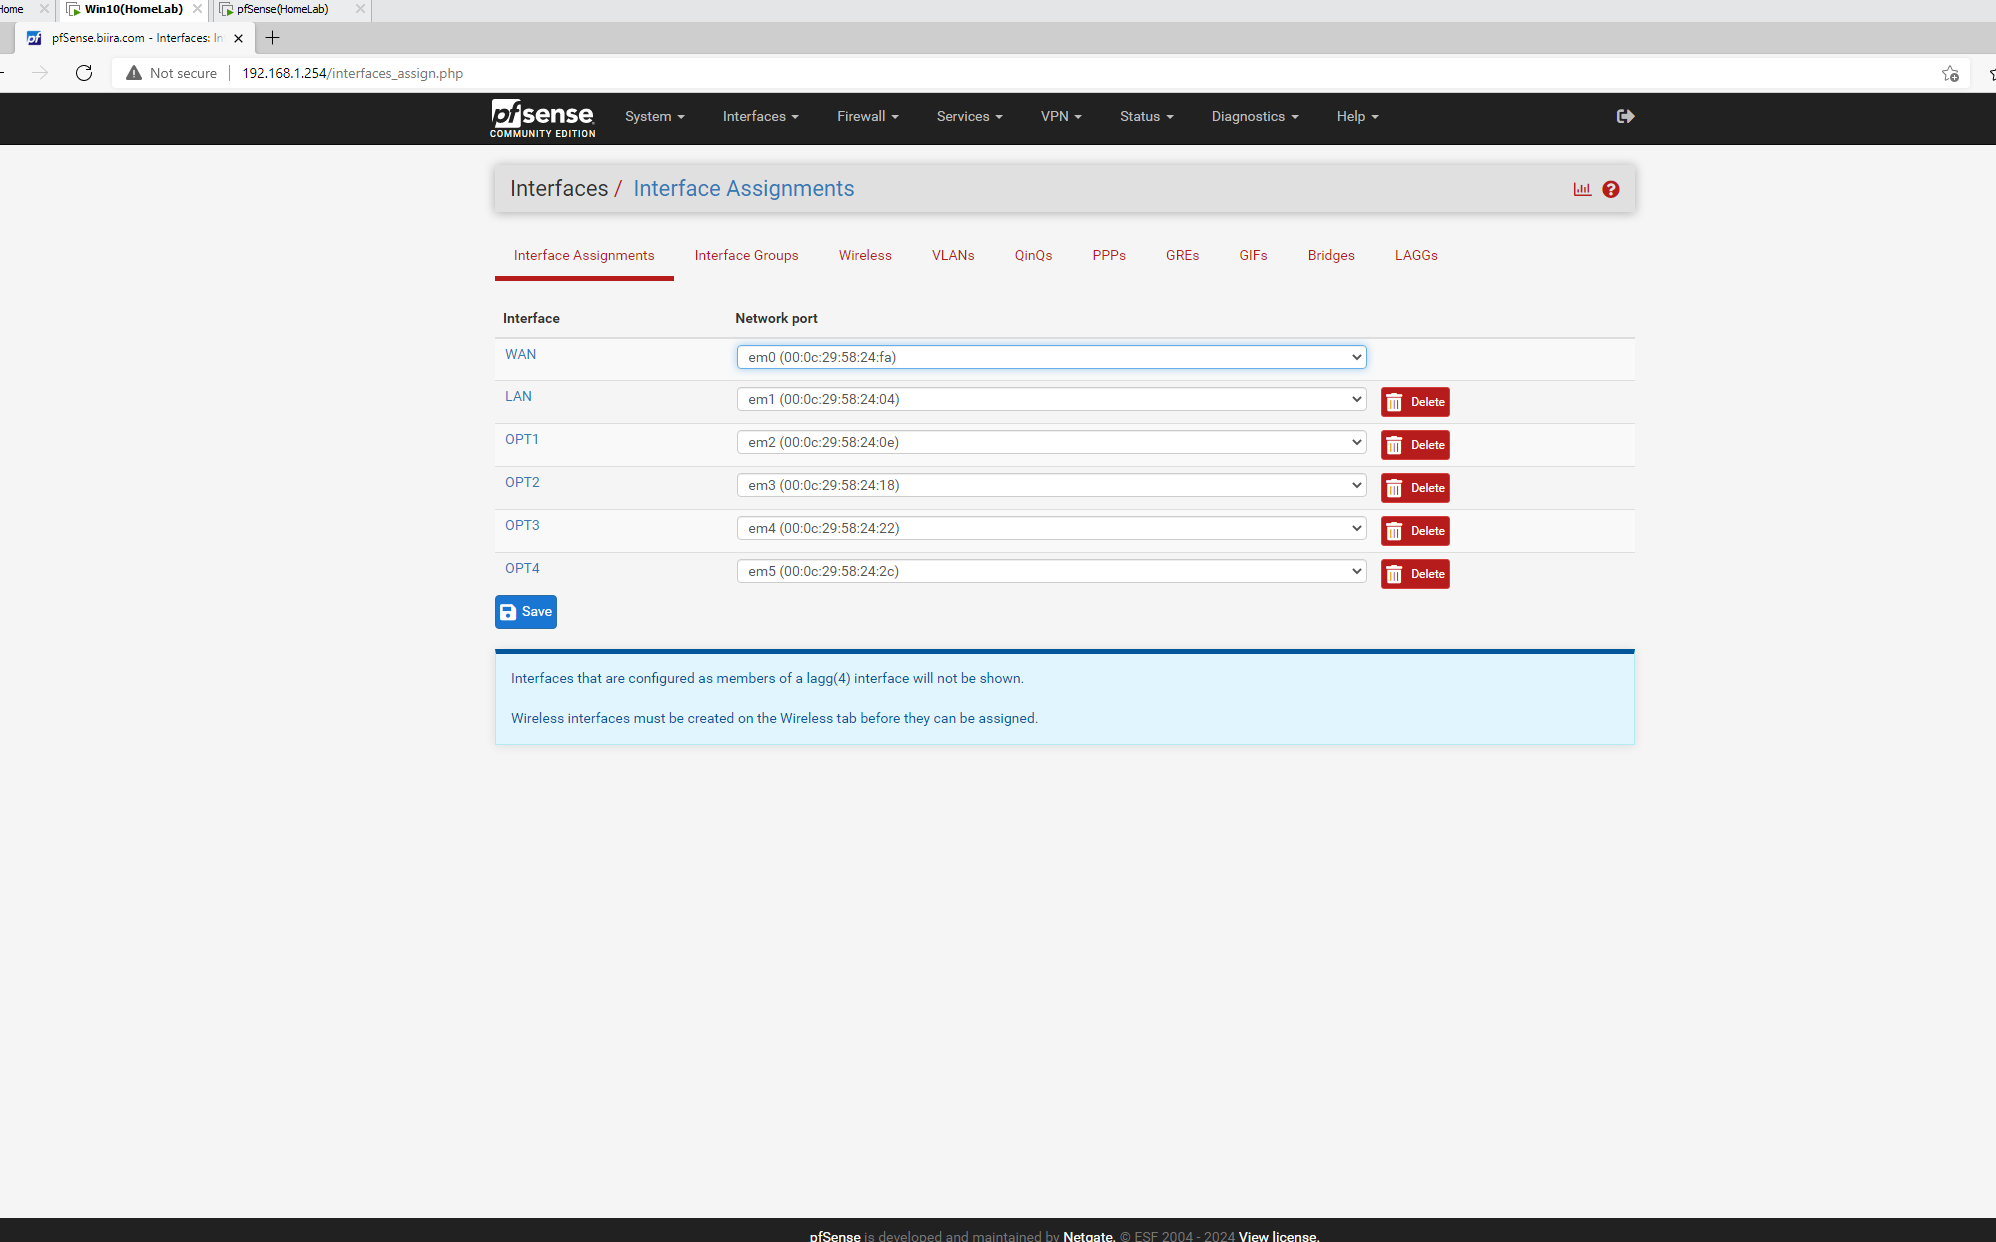 Home Win10(HomeLab) pfSense(HomeLab)
pfSense.biira.com - Interfaces: In
Not secure 192.168.1.254/interfaces_assign.php
pfsense System Interfaces Firewall Services VPN Status Diagnostics Help
COMMUNITY EDITION
Interfaces / Interface Assignments
Interface Assignments Interface Groups Wireless VLANs QinQs PPPs GREs GIFs Bridges LAGGs
Interface Network port
WAN em0 (00:0c:29:58:24:fa)
LAN em1 (00:0c:29:58:24:04) Delete
OPT1 em2 (00:0c:29:58:24:0e) Delete
OPT2 em3 (00:0c:29:58:24:18) Delete
OPT3 em4 (00:0c:29:58:24:22) Delete
OPT4 em5 (00:0c:29:58:24:2c) Delete
Save
Interfaces that are configured as members of a lagg(4) interface will not be shown.
Wireless interfaces must be created on the Wireless tab before they can be assigned.
pfSense is developed and maintained by Netgate. © ESF 2004 - 2024 View license.